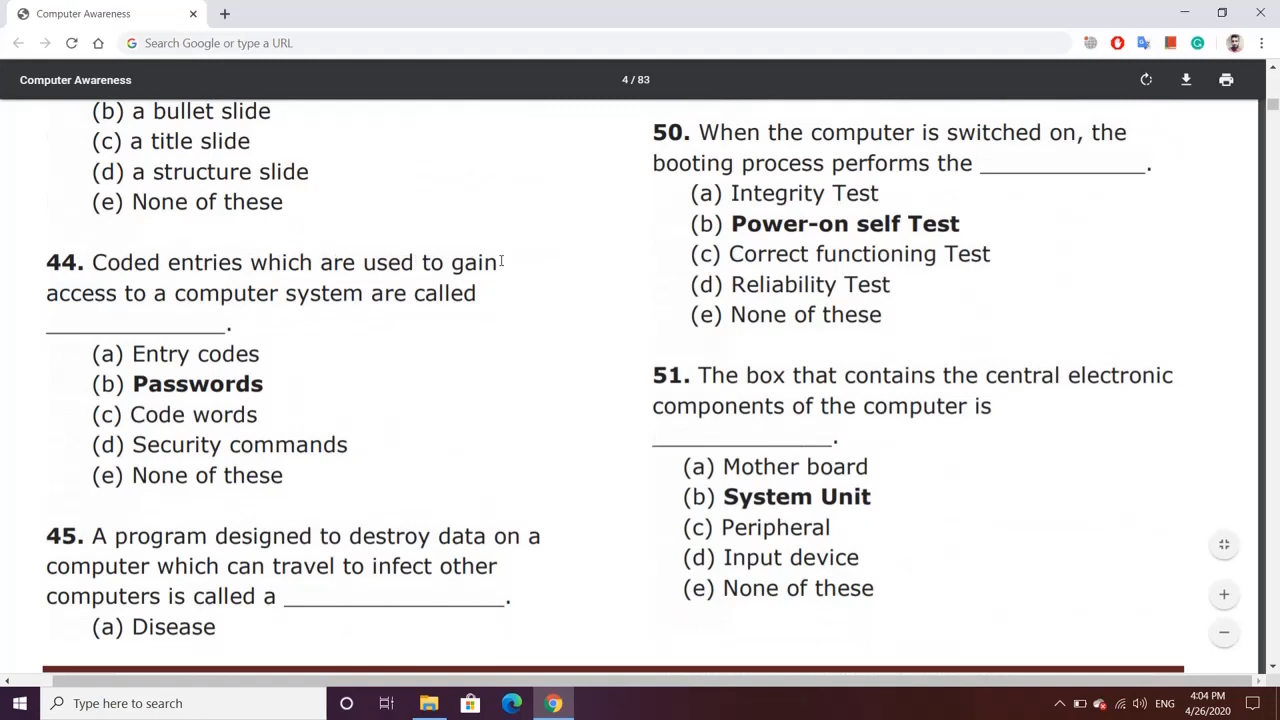 Computer Awareness
Search Google or type a URL
Computer Awareness
4 / 83
(b) a bullet slide
(c) a title slide
(d) a structure slide
(e) None of these
44. Coded entries which are used to gain
access to a computer system are called
_______________.
(a) Entry codes
(b) Passwords
(c) Code words
(d) Security commands
(e) None of these
45. A program designed to destroy data on a
computer which can travel to infect other
computers is called a __________________.
(a) Disease
50. When the computer is switched on, the
booting process performs the _____________.
(a) Integrity Test
(b) Power-on self Test
(c) Correct functioning Test
(d) Reliability Test
(e) None of these
51. The box that contains the central electronic
components of the computer is
_______________.
(a) Mother board
(b) System Unit
(c) Peripheral
(d) Input device
(e) None of these
Type here to search
ENG
4:04 PM
4/26/2020